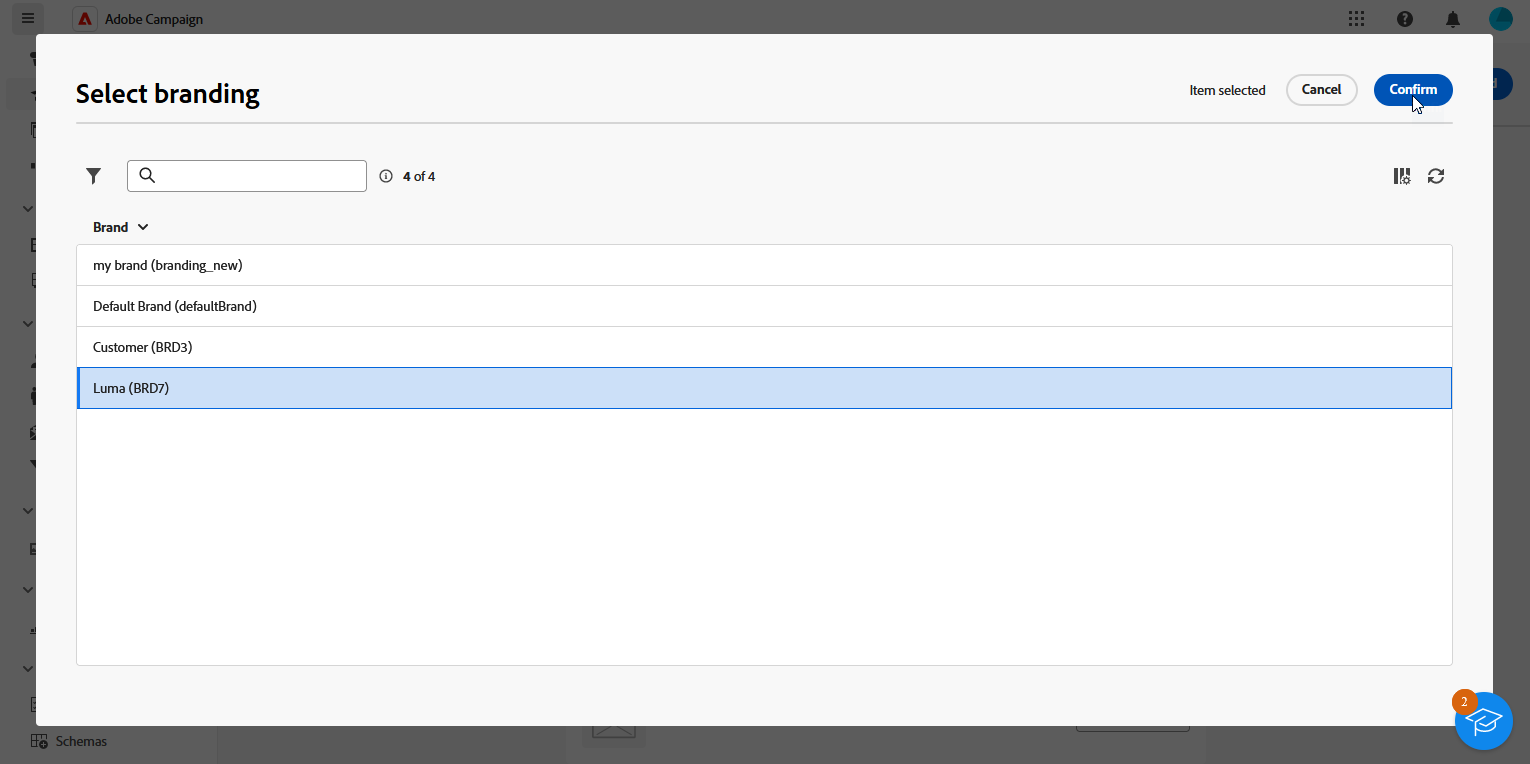 Adobe Campaign
Select branding
Item selected
Cancel
Confirm
4 of 4
Brand
my brand (branding_new)
Default Brand (defaultBrand)
Customer (BRD3)
Luma (BRD7)
2
Schemas